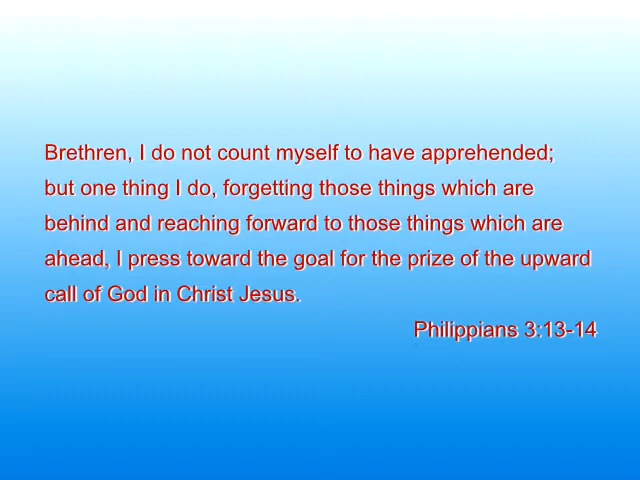 Brethren, I do not count myself to have apprehended;
but one thing I do, forgetting those things which are
behind and reaching forward to those things which are
ahead, I press toward the goal for the prize of the upward
call of God in Christ Jesus.
Philippians 3:13-14